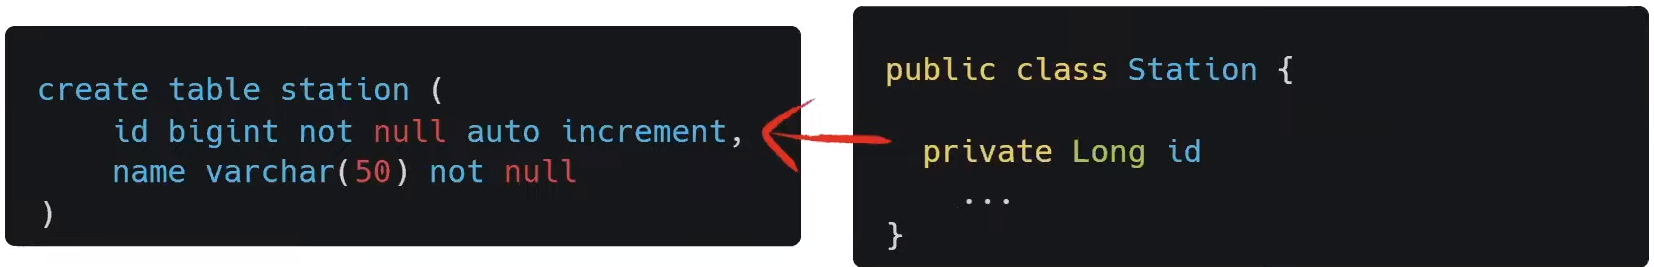 create table station (
id bigint not null auto increment,
name varchar(50) not null
)
public class Station {
private Long id
...
}